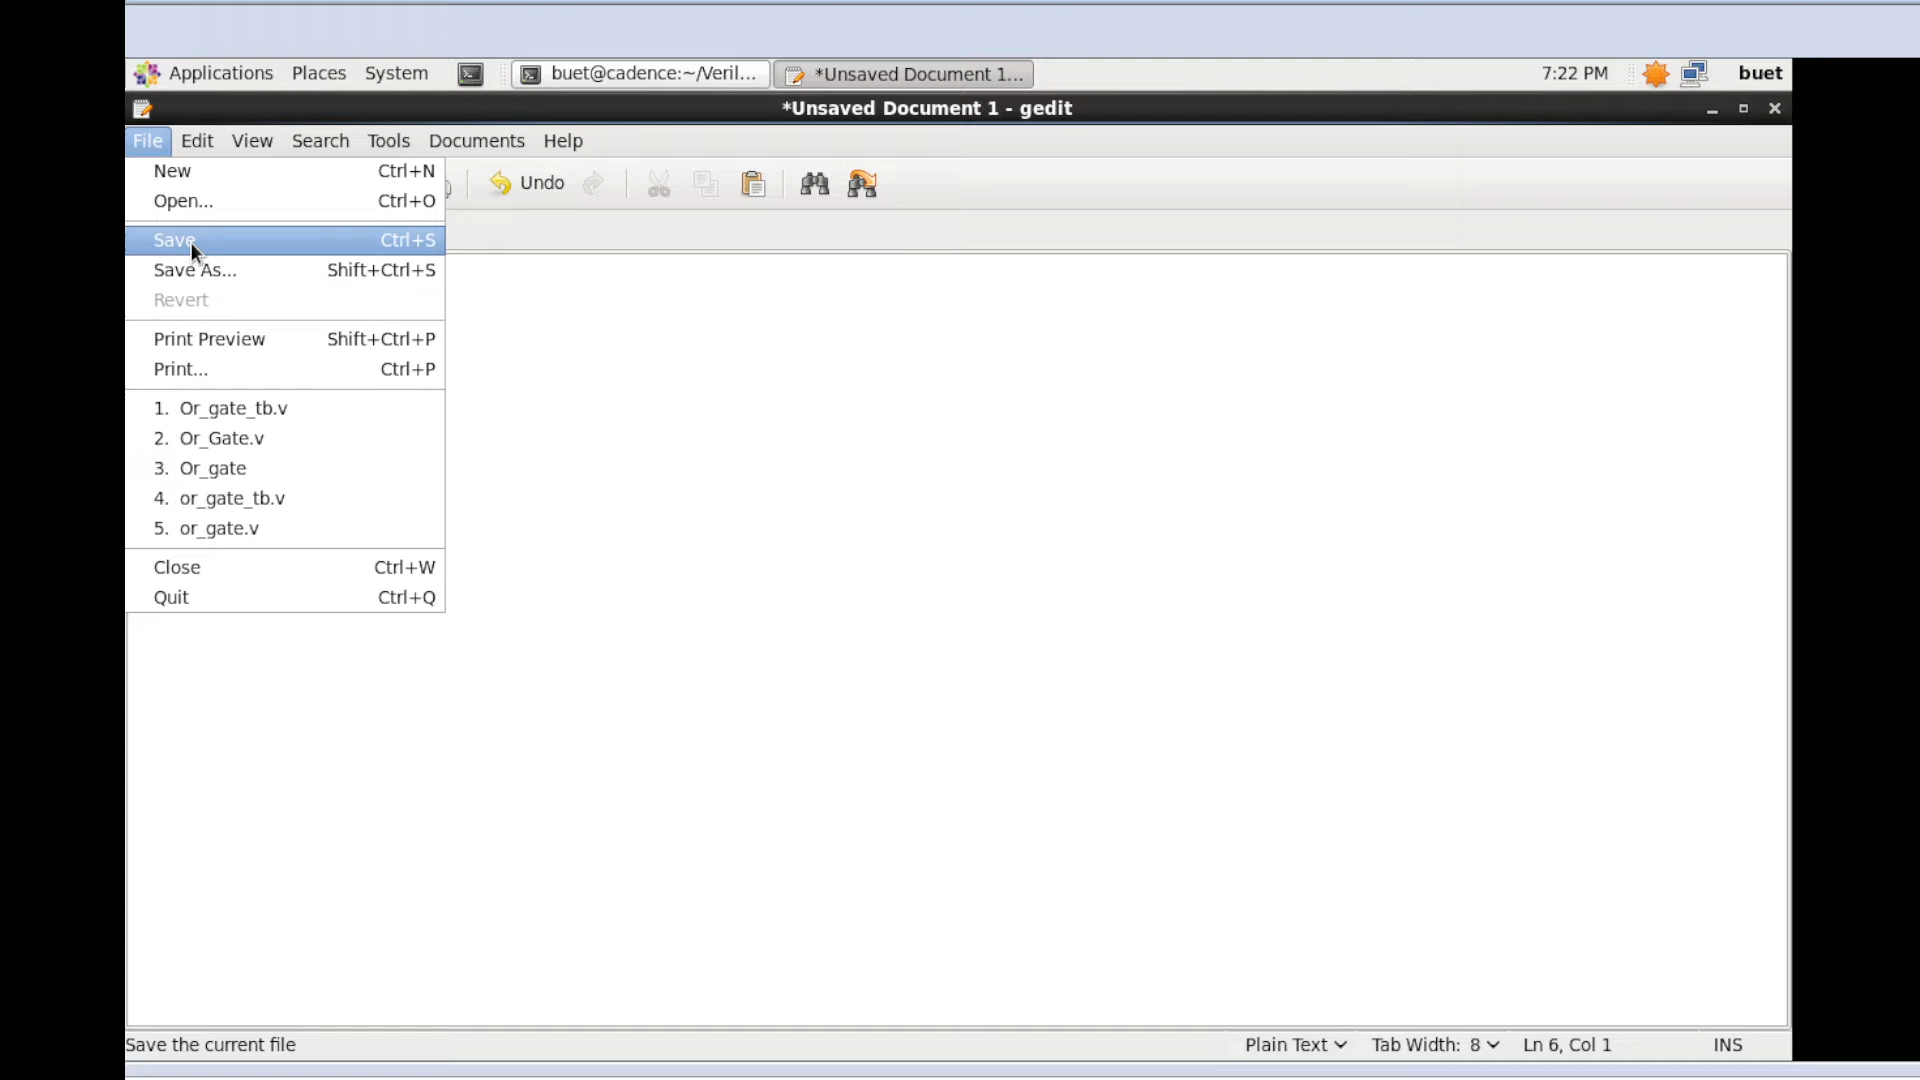 Applications Places System buet@cadence:~/Veril... *Unsaved Document 1... 7:22 PM buet
*Unsaved Document 1 - gedit
File Edit View Search Tools Documents Help
New Ctrl+N
Undo
Open... Ctrl+O
Save Ctrl+S
Save As... Shift+Ctrl+S
Revert
Print Preview Shift+Ctrl+P
Print... Ctrl+P
1. Or_gate_tb.v
2. Or_Gate.v
3. Or_gate
4. or_gate_tb.v
5. or_gate.v
Close Ctrl+W
Quit Ctrl+Q
Save the current file Plain Text Tab Width: 8 Ln 6, Col 1 INS